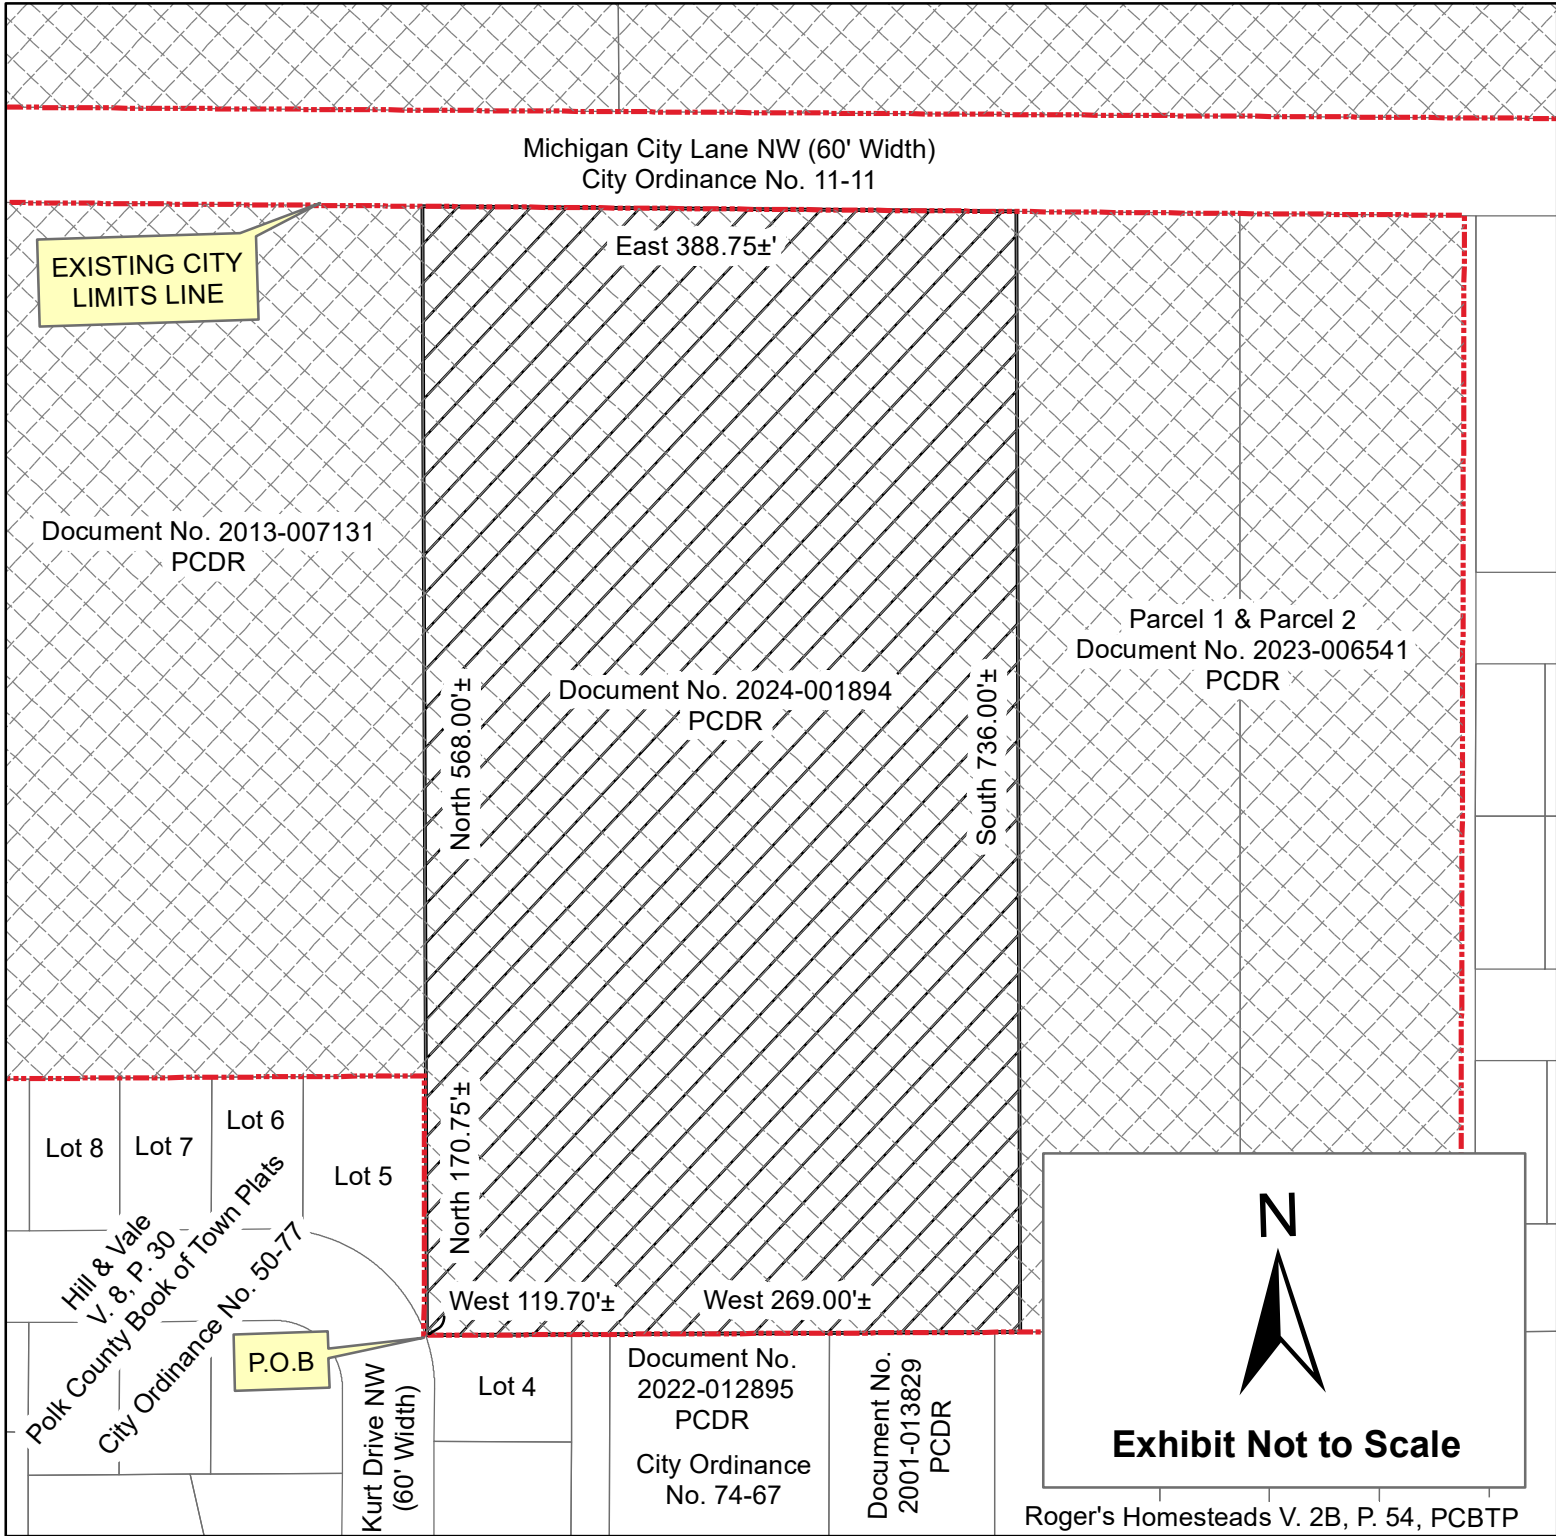 Michigan City Lane NW (60' Width)
City Ordinance No. 11-11
EXISTING CITY
LIMITS LINE
East 388.75±'
Document No. 2013-007131
PCDR
North 568.00'±
Document No. 2024-001894
PCDR
South 736.00'±
Parcel 1 & Parcel 2
Document No. 2023-006541
PCDR
Lot 8
Lot 7
Lot 6
Lot 5
North 170.75'±
Hill & Vale
V. 8, P. 30
Polk County Book of Town Plats
City Ordinance No. 50-77
West 119.70'±
West 269.00'±
P.O.B
Kurt Drive NW
(60' Width)
Lot 4
Document No.
2022-012895
PCDR
City Ordinance
No. 74-67
Document No.
2001-013829
PCDR
N
Exhibit Not to Scale
Roger's Homesteads V. 2B, P. 54, PCBTP